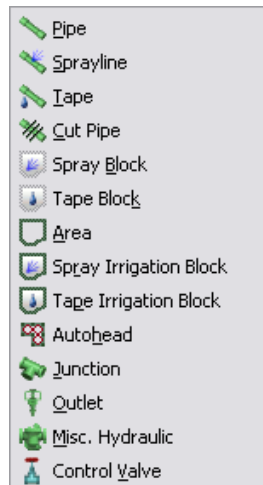 Pipe
Sprayline
Tape
Cut Pipe
Spray Block
Tape Block
Area
Spray Irrigation Block
Tape Irrigation Block
Autohead
Junction
Outlet
Misc. Hydraulic
Control Valve